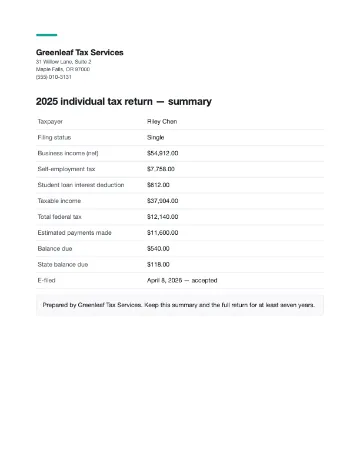 Greenleaf Tax Services
31 Willow Lane, Suite 2
Maple Falls, OR 97000
(555) 010-3131
2025 individual tax return — summary
Taxpayer Riley Chen
Filing status Single
Business income (net) $54,912.00
Self-employment tax $7,758.00
Student loan interest deduction $612.00
Taxable income $37,904.00
Total federal tax $12,140.00
Estimated payments made $11,600.00
Balance due $540.00
State balance due $118.00
E-filed April 8, 2026 — accepted
Prepared by Greenleaf Tax Services. Keep this summary and the full return for at least seven years.